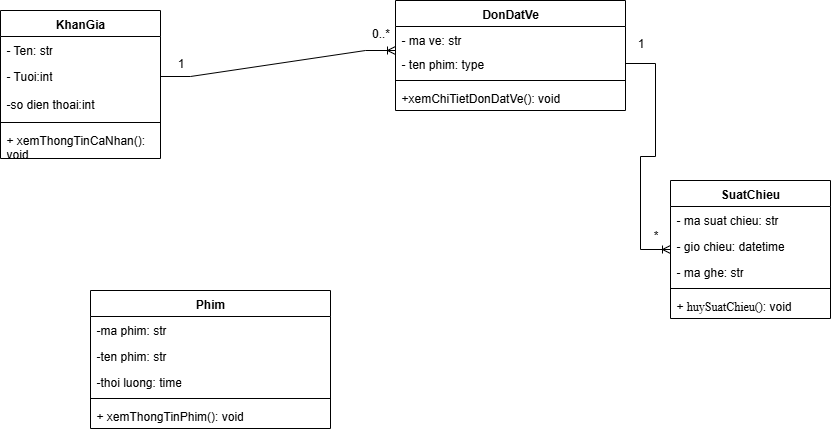 KhanGia
- Ten: str
- Tuoi:int
-so dien thoai:int
+ xemThongTinCaNhan():
void
1
0..*
DonDatVe
- ma ve: str
- ten phim: type
+xemChiTietDonDatVe(): void
1
*
SuatChieu
- ma suat chieu: str
- gio chieu: datetime
- ma ghe: str
+ huySuatChieu(): void
Phim
-ma phim: str
-ten phim: str
-thoi luong: time
+ xemThongTinPhim(): void